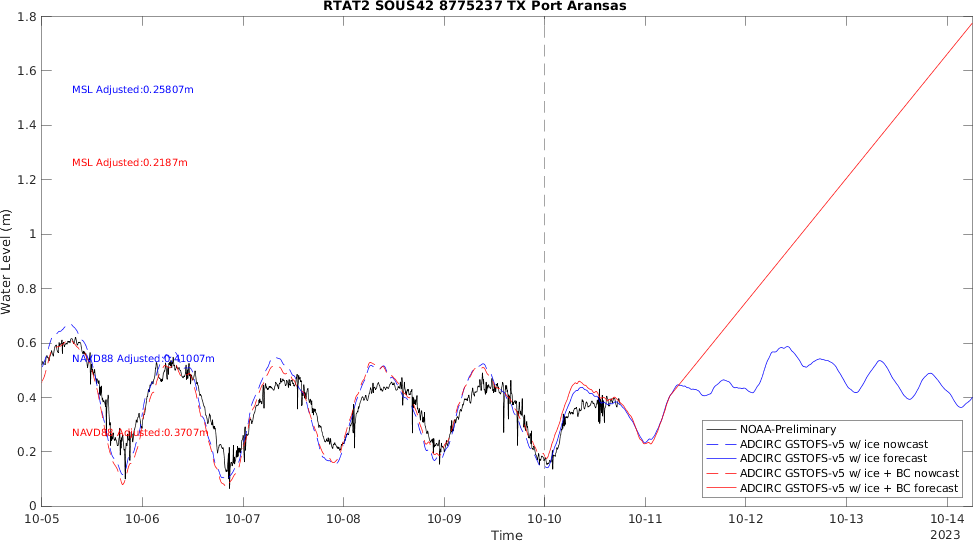 RTAT2 SOUS42 8775237 TX Port Aransas
1.8
1.6
1.4
1.2
1
0.8
0.6
0.4
0.2
0
Water Level (m)
MSL Adjusted:0.25807m
MSL Adjusted:0.2187m
NAVD88 Adjusted:0.41007m
NAVD88 Adjusted:0.3707m
NOAA-Preliminary
ADCIRC GSTOFS-v5 w/ ice nowcast
ADCIRC GSTOFS-v5 w/ ice forecast
ADCIRC GSTOFS-v5 w/ ice + BC nowcast
ADCIRC GSTOFS-v5 w/ ice + BC forecast
10-05 10-06 10-07 10-08 10-09 10-10 10-11 10-12 10-13 10-14
2023
Time